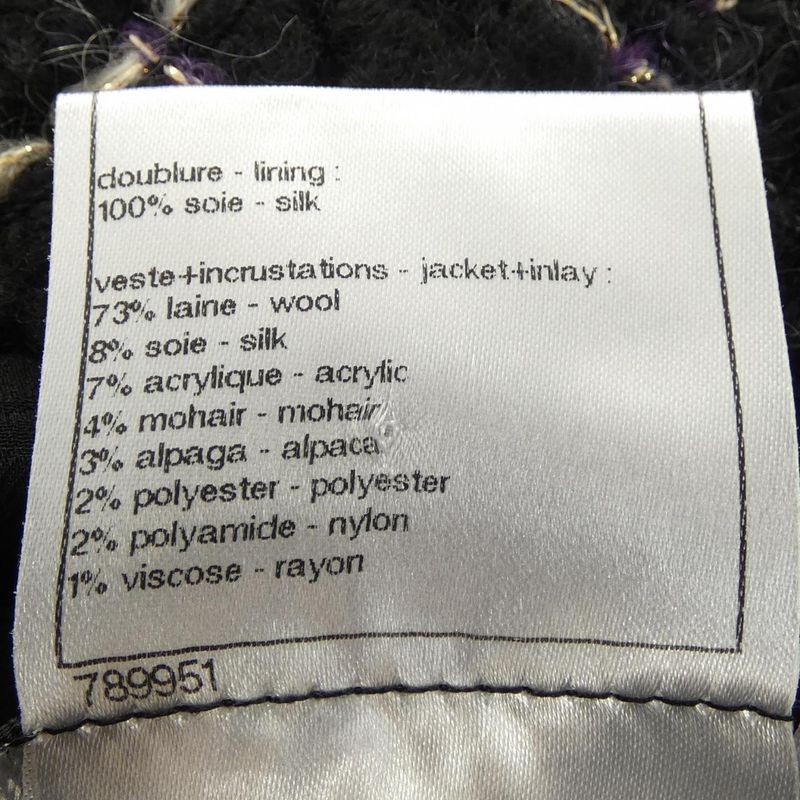 doublure - lining :
100% soie - silk
veste+incrustations - jacket+inlay :
73% laine - wool
8% soie - silk
7% acrylique - acrylic
4% mohair - mohair
3% alpaga - alpaca
2% polyester - polyester
2% polyamide - nylon
1% viscose - rayon
789951